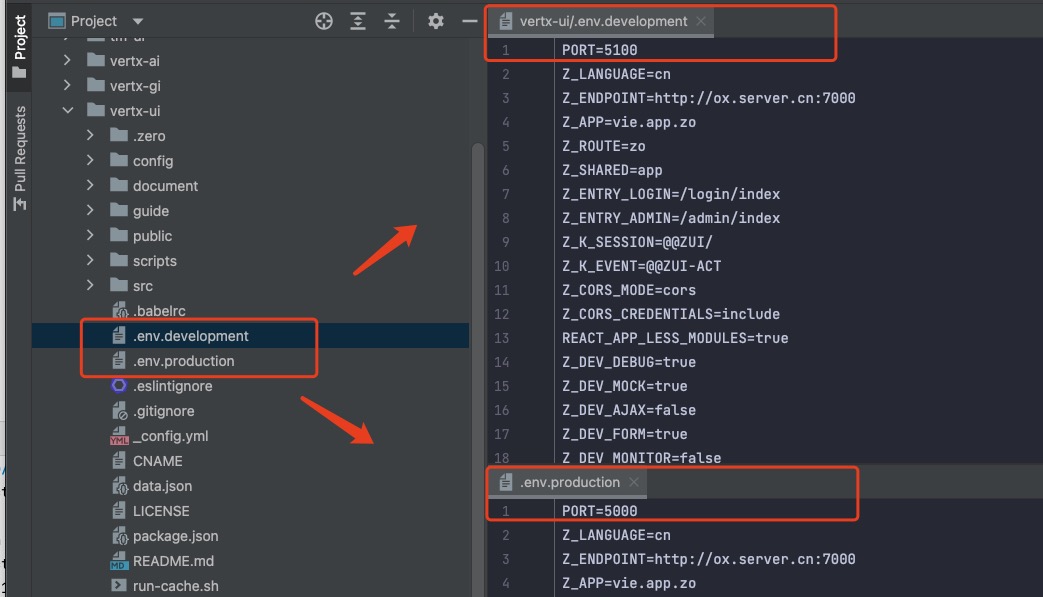 Project
Pull Requests
Project
vertx-ai
vertx-gi
vertx-ui
.zero
config
document
guide
public
scripts
src
.babelrc
.env.development
.env.production
.eslintignore
.gitignore
_config.yml
CNAME
data.json
LICENSE
package.json
README.md
run-cache.sh
vertx-ui/.env.development
1 PORT=5100
2 Z_LANGUAGE=cn
3 Z_ENDPOINT=http://ox.server.cn:7000
4 Z_APP=vie.app.zo
5 Z_ROUTE=zo
6 Z_SHARED=app
7 Z_ENTRY_LOGIN=/login/index
8 Z_ENTRY_ADMIN=/admin/index
9 Z_K_SESSION=@@ZUI/
10 Z_K_EVENT=@@ZUI-ACT
11 Z_CORS_MODE=cors
12 Z_CORS_CREDENTIALS=include
13 REACT_APP_LESS_MODULES=true
14 Z_DEV_DEBUG=true
15 Z_DEV_MOCK=true
16 Z_DEV_AJAX=false
17 Z_DEV_FORM=true
18 Z_DEV_MONITOR=false
.env.production
1 PORT=5000
2 Z_LANGUAGE=cn
3 Z_ENDPOINT=http://ox.server.cn:7000
4 Z_APP=vie.app.zo